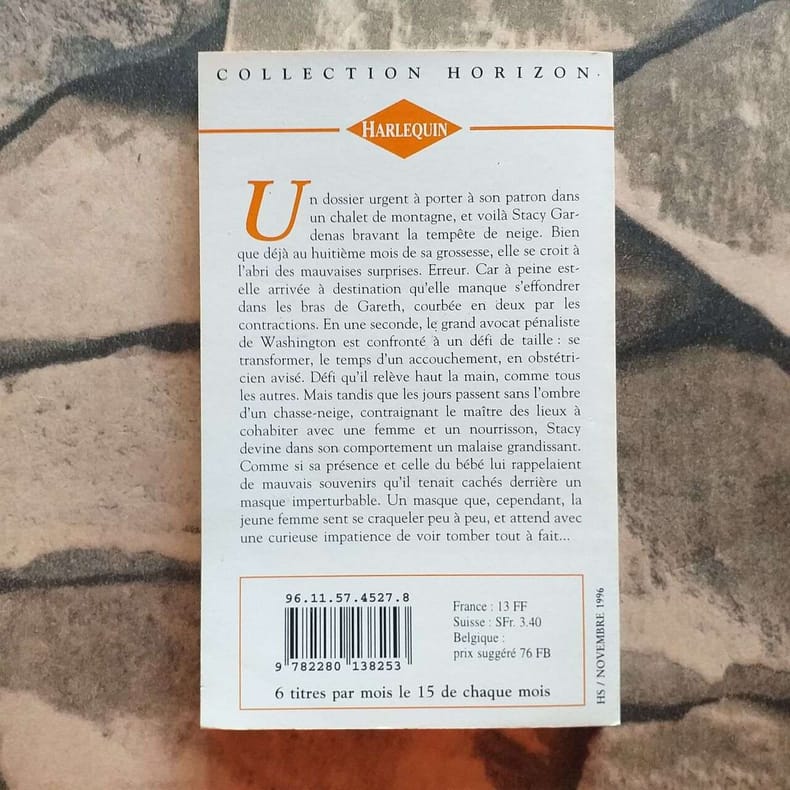 COLLECTION HORIZON
HARLEQUIN
Un dossier urgent à porter à son patron dans
un chalet de montagne, et voilà Stacy Gar-
denas bravant la tempête de neige. Bien
que déjà au huitième mois de sa grossesse, elle se croit à
l'abri des mauvaises surprises. Erreur. Car à peine est-
elle arrivée à destination qu'elle manque s'effondrer
dans les bras de Gareth, courbée en deux par les
contractions. En une seconde, le grand avocat pénaliste
de Washington est confronté à un défi de taille : se
transformer, le temps d'un accouchement, en obstétri-
cien avisé. Défi qu'il relève haut la main, comme tous
les autres. Mais tandis que les jours passent sans l'ombre
d'un chasse-neige, contraignant le maître des lieux à
cohabiter avec une femme et un nourrisson, Stacy
devine dans son comportement un malaise grandissant.
Comme si sa présence et celle du bébé lui rappelaient
de mauvais souvenirs qu'il tenait cachés derrière un
masque imperturbable. Un masque que, cependant, la
jeune femme sent se craqueler peu à peu, et attend avec
une curieuse impatience de voir tomber tout à fait...
96.11.57.4527.8
9 782280 138253
France : 13 FF
Suisse : SFr. 3.40
Belgique :
prix suggéré 76 FB
6 titres par mois le 15 de chaque mois
HS / NOVEMBRE 1996